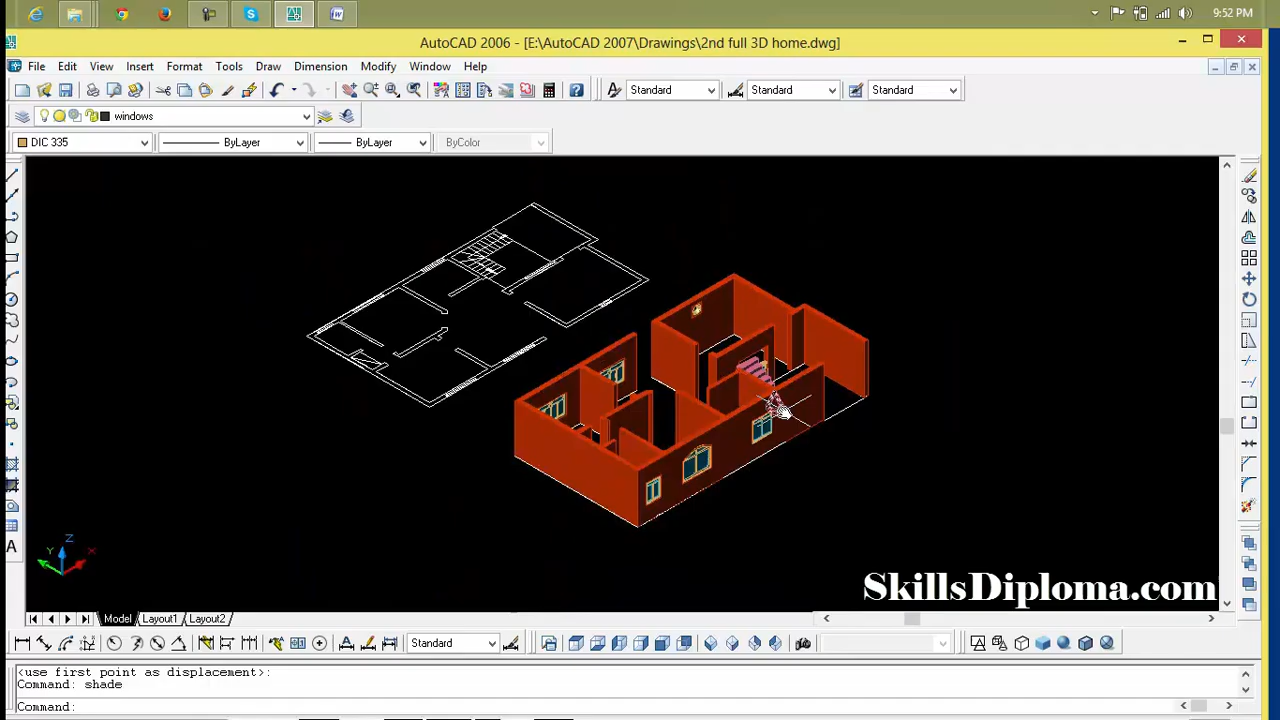 9:52 PM
AutoCAD 2006 - [E:\AutoCAD 2007\Drawings\2nd full 3D home.dwg]
File Edit View Insert Format Tools Draw Dimension Modify Window Help
Standard Standard Standard
windows
DIC 335 ByLayer ByLayer ByColor
Z
Y X
SkillsDiploma.com
Model Layout1 Layout2
Standard
<use first point as displacement>:
Command: shade
Command: